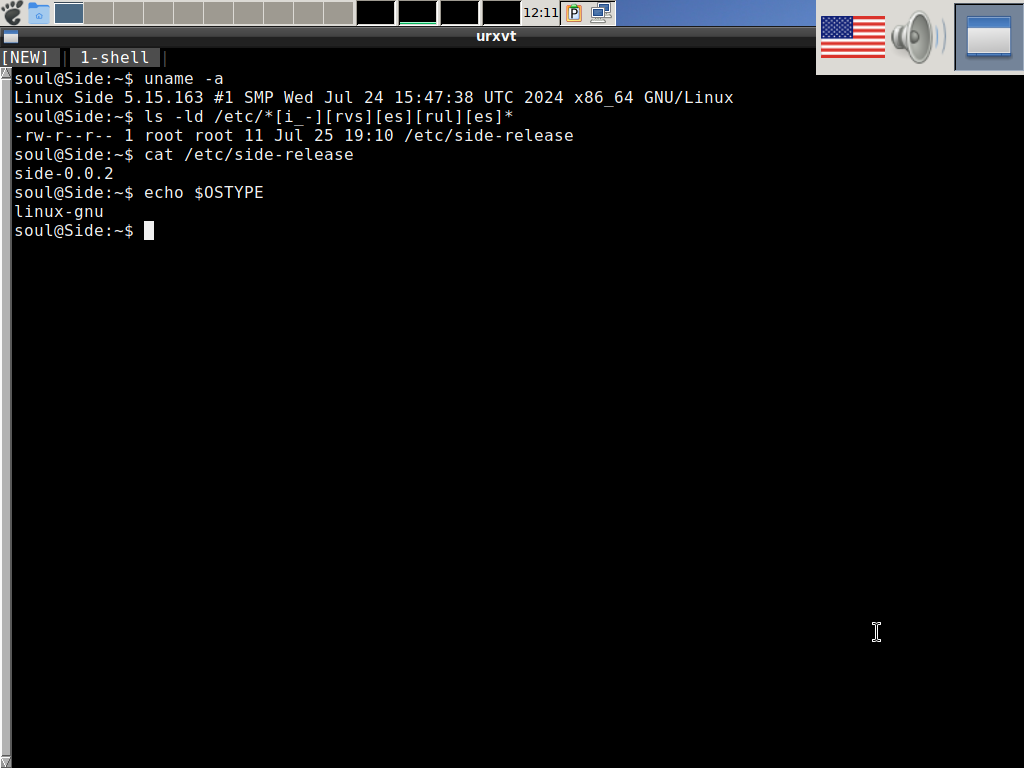 12:11
P
urxvt
[NEW] | 1-shell |
soul@Side:~$ uname -a
Linux Side 5.15.163 #1 SMP Wed Jul 24 15:47:38 UTC 2024 x86_64 GNU/Linux
soul@Side:~$ ls -ld /etc/*[i_-][rvs][es][rul][es]*
-rw-r--r-- 1 root root 11 Jul 25 19:10 /etc/side-release
soul@Side:~$ cat /etc/side-release
side-0.0.2
soul@Side:~$ echo $OSTYPE
linux-gnu
soul@Side:~$